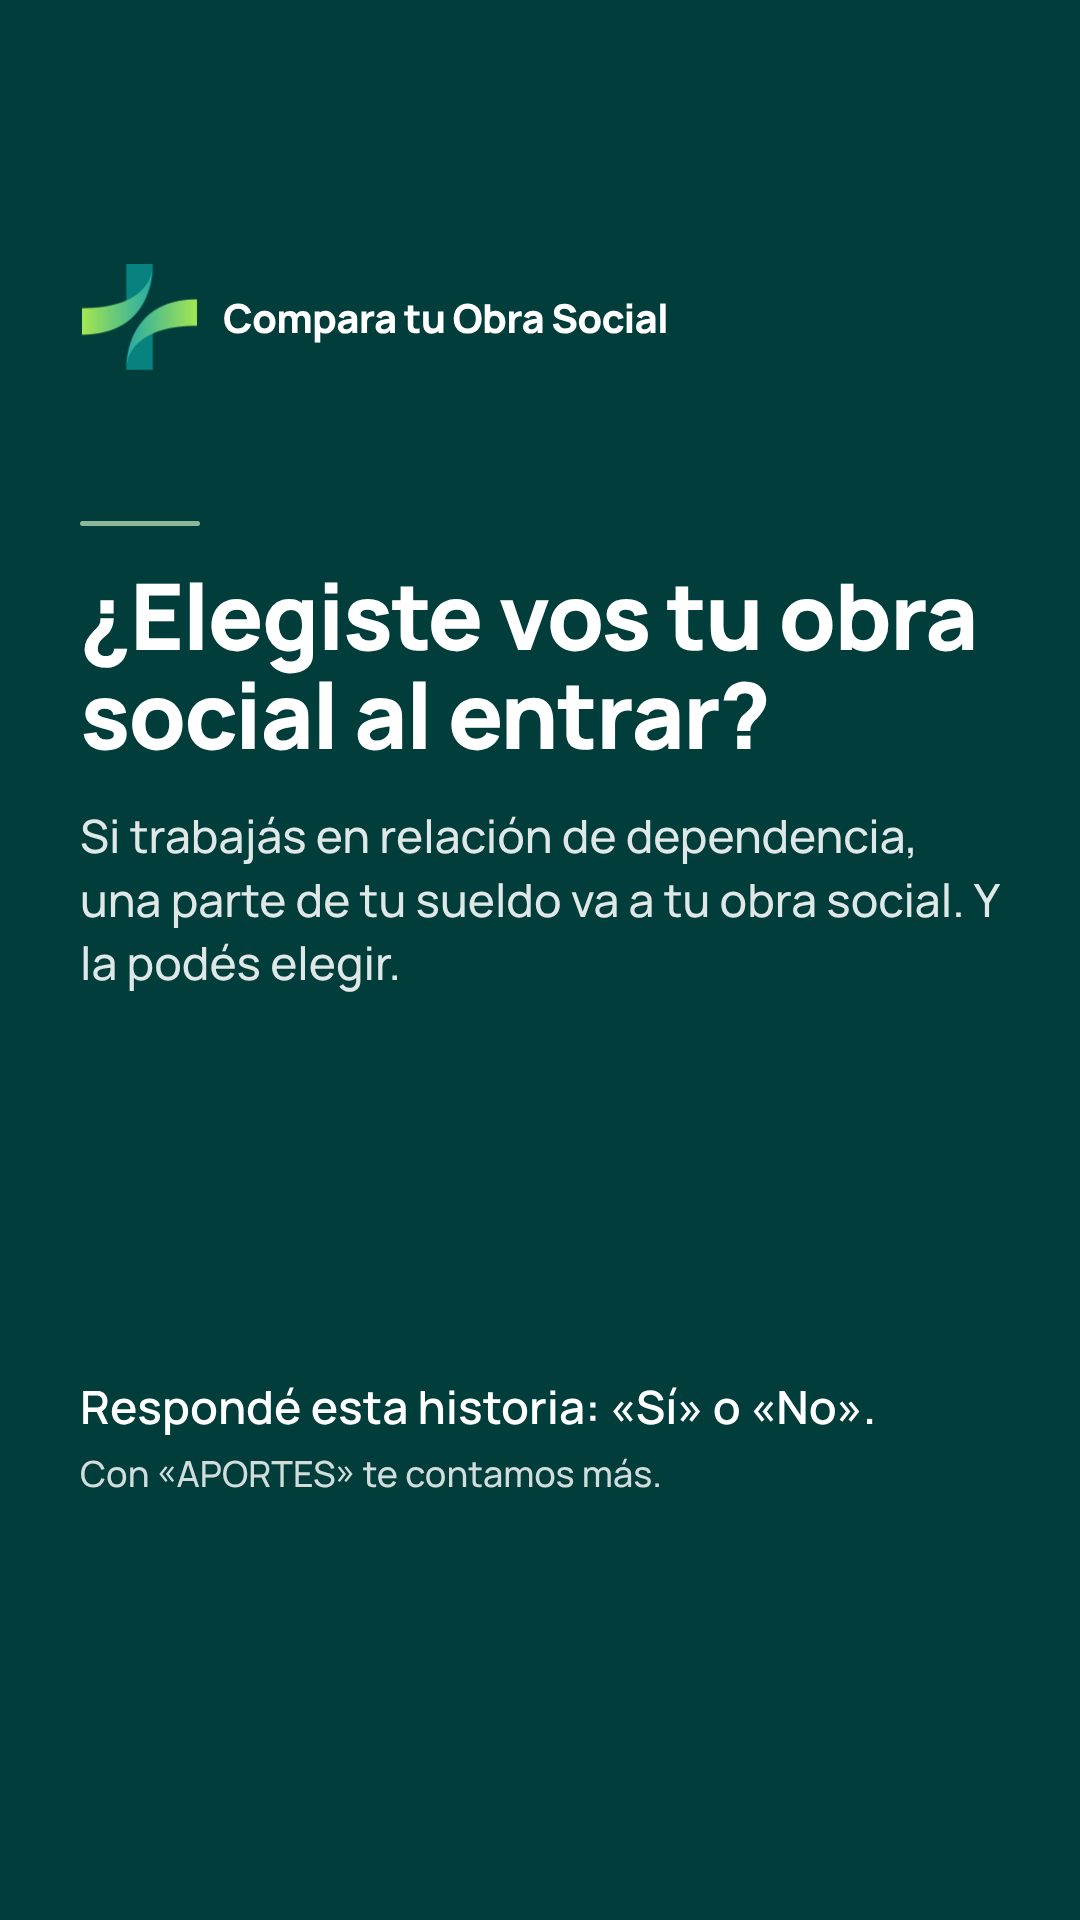 Compara tu Obra Social
¿Elegiste vos tu obra
social al entrar?
Si trabajás en relación de dependencia,
una parte de tu sueldo va a tu obra social. Y
la podés elegir.
Respondé esta historia: «Sí» o «No».
Con «APORTES» te contamos más.